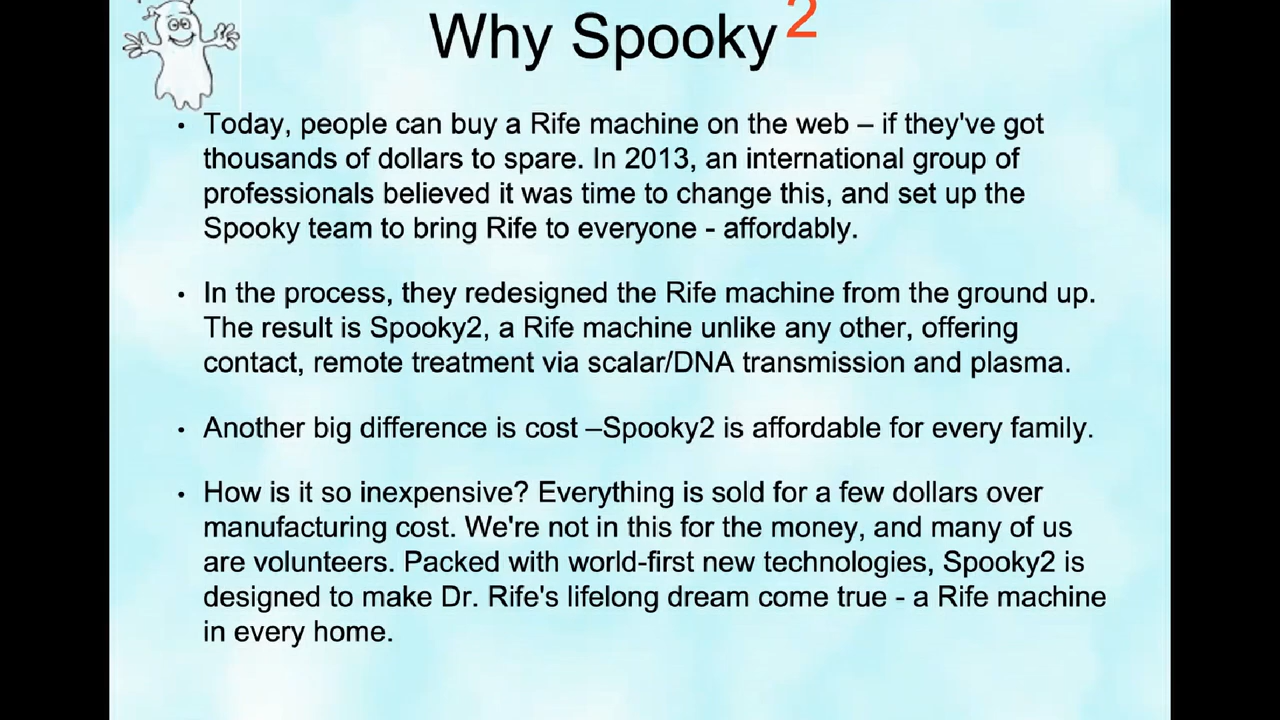 Why Spooky2
• Today, people can buy a Rife machine on the web – if they've got
thousands of dollars to spare. In 2013, an international group of
professionals believed it was time to change this, and set up the
Spooky team to bring Rife to everyone - affordably.
• In the process, they redesigned the Rife machine from the ground up.
The result is Spooky2, a Rife machine unlike any other, offering
contact, remote treatment via scalar/DNA transmission and plasma.
• Another big difference is cost –Spooky2 is affordable for every family.
• How is it so inexpensive? Everything is sold for a few dollars over
manufacturing cost. We're not in this for the money, and many of us
are volunteers. Packed with world-first new technologies, Spooky2 is
designed to make Dr. Rife's lifelong dream come true - a Rife machine
in every home.